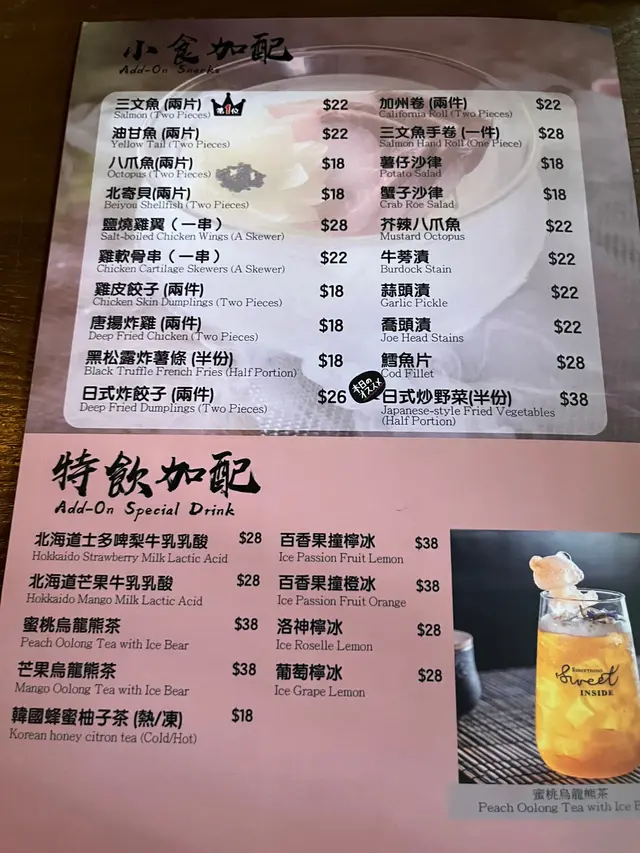 小食加配
Add-On Snacks
三文魚 (兩片) 第1位 $22
Salmon (Two Pieces)
油甘魚 (兩片) $22
Yellow Tail (Two Pieces)
八爪魚(兩片) $18
Octopus (Two Pieces)
北寄貝(兩片) $18
Beiyou Shellfish (Two Pieces)
鹽燒雞翼(一串) $28
Salt-boiled Chicken Wings (A Skewer)
雞軟骨串(一串) $22
Chicken Cartilage Skewers (A Skewer)
雞皮餃子 (兩件) $18
Chicken Skin Dumplings (Two Pieces)
唐揚炸雞 (兩件) $18
Deep Fried Chicken (Two Pieces)
黑松露炸薯條 (半份) $18
Black Truffle French Fries (Half Portion)
日式炸餃子 (兩件) $26
Deep Fried Dumplings (Two Pieces)
加州卷 (兩件) $22
California Roll (Two Pieces)
三文魚手卷 (一件) $28
Salmon Hand Roll (One Piece)
薯仔沙律 $18
Potato Salad
蟹子沙律 $18
Crab Roe Salad
芥辣八爪魚 $22
Mustard Octopus
牛蒡漬 $22
Burdock Stain
蒜頭漬 $22
Garlic Pickle
喬頭漬 $22
Joe Head Stains
鱈魚片 $28
Cod Fillet
本日の
オススメ
日式炒野菜(半份) $38
Japanese-style Fried Vegetables
(Half Portion)
特飲加配
Add-On Special Drink
北海道士多啤梨牛乳乳酸 $28
Hokkaido Strawberry Milk Lactic Acid
北海道芒果牛乳乳酸 $28
Hokkaido Mango Milk Lactic Acid
蜜桃烏龍熊茶 $38
Peach Oolong Tea with Ice Bear
芒果烏龍熊茶 $38
Mango Oolong Tea with Ice Bear
韓國蜂蜜柚子茶 (熱/凍) $18
Korean honey citron tea (Cold/Hot)
百香果撞檸冰 $38
Ice Passion Fruit Lemon
百香果撞橙冰 $38
Ice Passion Fruit Orange
洛神檸冰 $28
Ice Roselle Lemon
葡萄檸冰 $28
Ice Grape Lemon
SOMETHING
Sweet
INSIDE
蜜桃烏龍熊茶
Peach Oolong Tea with Ice B